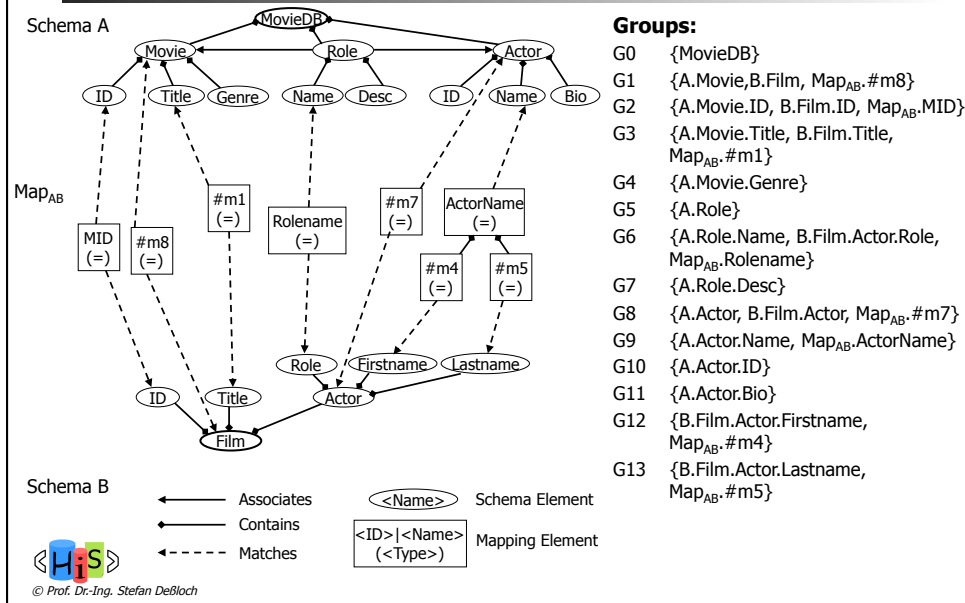 Schema A
MovieDB
Movie
Role
Actor
ID
Title
Genre
Name
Desc
ID
Name
Bio
Map_AB
MID
(=)
#m8
(=)
#m1
(=)
Rolename
(=)
#m7
(=)
ActorName
(=)
#m4
(=)
#m5
(=)
Role
Firstname
Lastname
ID
Title
Actor
Film
Schema B
Associates
Contains
Matches
<Name>
Schema Element
<ID>|<Name>
(<Type>)
Mapping Element
Groups:
G0 {MovieDB}
G1 {A.Movie,B.Film, Map_AB.#m8}
G2 {A.Movie.ID, B.Film.ID, Map_AB.MID}
G3 {A.Movie.Title, B.Film.Title,
Map_AB.#m1}
G4 {A.Movie.Genre}
G5 {A.Role}
G6 {A.Role.Name, B.Film.Actor.Role,
Map_AB.Rolename}
G7 {A.Role.Desc}
G8 {A.Actor, B.Film.Actor, Map_AB.#m7}
G9 {A.Actor.Name, Map_AB.ActorName}
G10 {A.Actor.ID}
G11 {A.Actor.Bio}
G12 {B.Film.Actor.Firstname,
Map_AB.#m4}
G13 {B.Film.Actor.Lastname,
Map_AB.#m5}
<HiS>
© Prof. Dr.-Ing. Stefan Deßloch